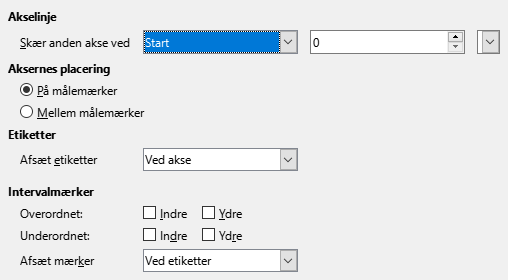 Akselinje
Skær anden akse ved Start 0
Aksernes placering
På målemærker
Mellem målemærker
Etiketter
Afsæt etiketter Ved akse
Intervalmærker
Overordnet: Indre Ydre
Underordnet: Indre Ydre
Afsæt mærker Ved etiketter